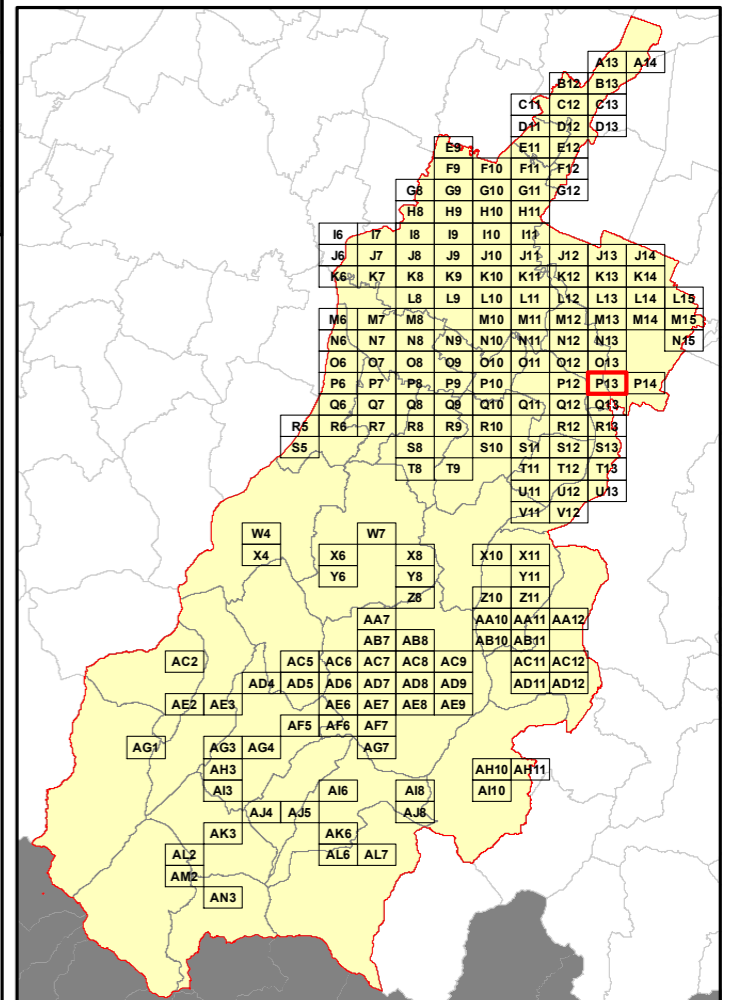 A13 A14
B12 B13
C11 C12 C13
D11 D12 D13
E9 E11 E12
F9 F10 F11 F12
G8 G9 G10 G11 G12
H8 H9 H10 H11
I6 I7 I8 I9 I10 I11
J6 J7 J8 J9 J10 J11 J12 J13 J14
K6 K7 K8 K9 K10 K11 K12 K13 K14
L8 L9 L10 L11 L12 L13 L14 L15
M6 M7 M8 M10 M11 M12 M13 M14 M15
N6 N7 N8 N9 N10 N11 N12 N13 N15
O6 O7 O8 O9 O10 O11 O12 O13
P6 P7 P8 P9 P10 P12 P13 P14
Q6 Q7 Q8 Q9 Q10 Q11 Q12 Q13
R5 R6 R7 R8 R9 R10 R12 R13
S5 S8 S10 S11 S12 S13
T8 T9 T11 T12 T13
U11 U12 U13
V11 V12
W4 W7
X4 X6 X8 X10 X11
Y6 Y8 Y11
Z8 Z10 Z11
AA7 AA10 AA11 AA12
AB7 AB8 AB10 AB11
AC2 AC5 AC6 AC7 AC8 AC9 AC11 AC12
AD4 AD5 AD6 AD7 AD8 AD9 AD11 AD12
AE2 AE3 AE6 AE7 AE8 AE9
AF5 AF6 AF7
AG1 AG3 AG4 AG7
AH3 AH10 AH11
AI3 AI6 AI8 AI10
AJ4 AJ5 AJ8
AK3 AK6
AL2 AL6 AL7
AM2
AN3